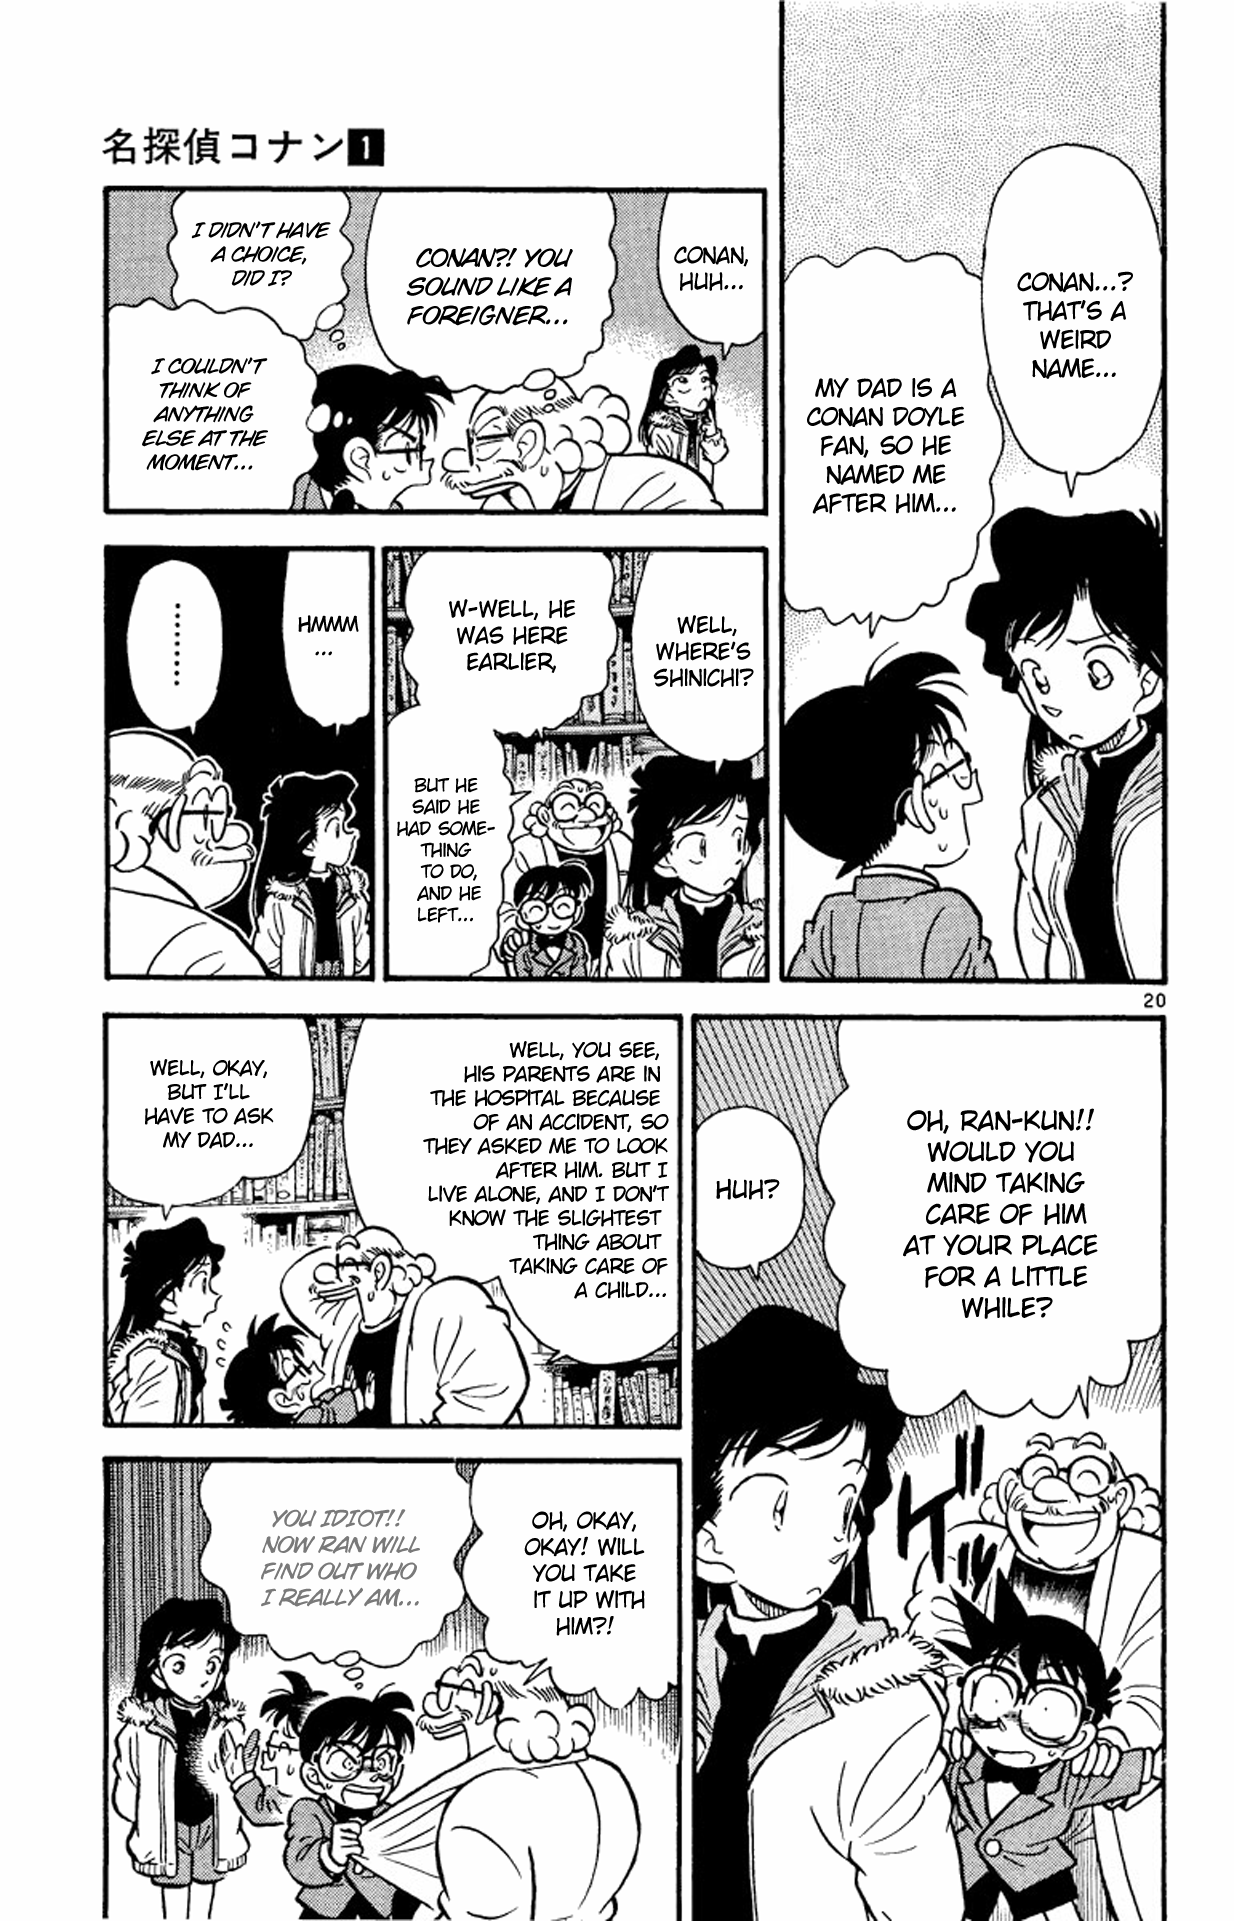 名探偵コナン1
CONAN...?
THAT'S A
WEIRD
NAME...
MY DAD IS A
CONAN DOYLE
FAN, SO HE
NAMED ME
AFTER HIM...
CONAN,
HUH...
CONAN?! YOU
SOUND LIKE A
FOREIGNER...
I DIDN'T HAVE
A CHOICE,
DID I?
I COULDN'T
THINK OF
ANYTHING
ELSE AT THE
MOMENT...
WELL,
WHERE'S
SHINICHI?
W-WELL, HE
WAS HERE
EARLIER,
BUT HE
SAID HE
HAD SOME-
THING
TO DO,
AND HE
LEFT...
HMMM
...
.........
20
OH, RAN-KUN!!
WOULD YOU
MIND TAKING
CARE OF HIM
AT YOUR PLACE
FOR A LITTLE
WHILE?
HUH?
WELL, YOU SEE,
HIS PARENTS ARE IN
THE HOSPITAL BECAUSE
OF AN ACCIDENT, SO
THEY ASKED ME TO LOOK
AFTER HIM. BUT I
LIVE ALONE, AND I DON'T
KNOW THE SLIGHTEST
THING ABOUT
TAKING CARE OF
A CHILD...
WELL, OKAY,
BUT I'LL
HAVE TO ASK
MY DAD...
OH, OKAY,
OKAY! WILL
YOU TAKE
IT UP WITH
HIM?!
YOU IDIOT!!
NOW RAN WILL
FIND OUT WHO
I REALLY AM...